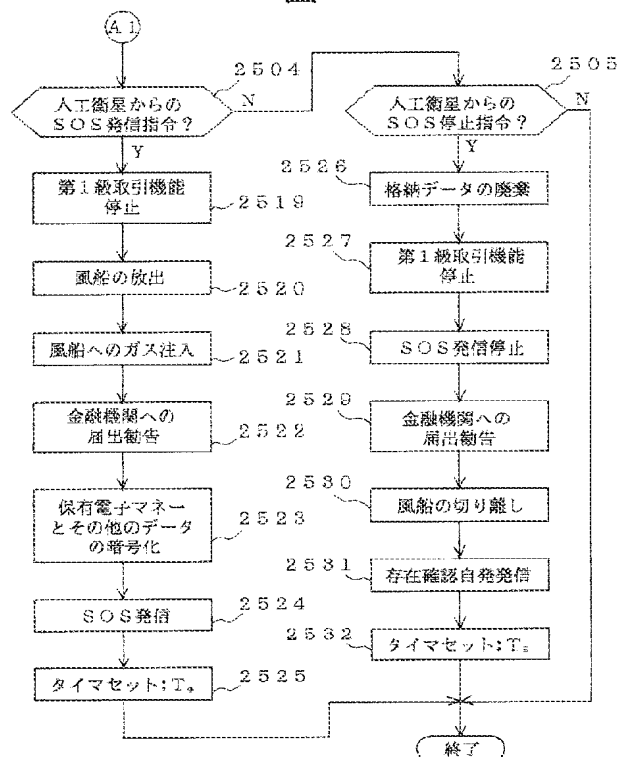 A1
2504
人工衛星からの
SOS発信指令？
N
Y
2519
第1級取引機能
停止
2520
風船の放出
2521
風船へのガス注入
2522
金融機関への
届出勧告
2523
保有電子マネー
とその他のデータ
の暗号化
2524
SOS発信
2525
タイマセット；T
2505
人工衛星からの
SOS停止指令？
N
Y
2526
格納データの廃棄
2527
第1級取引機能
停止
2528
SOS発信停止
2529
金融機関への
届出勧告
2530
風船の切り離し
2531
存在確認自発発信
2532
タイマセット；T
終了